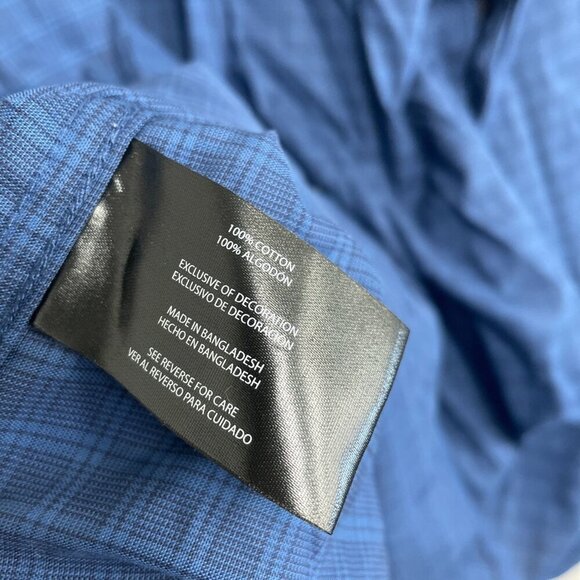 100% COTTON
100% ALGODON
EXCLUSIVE OF DECORATION
EXCLUSIVO DE DECORACION
MADE IN BANGLADESH
HECHO EN BANGLADESH
SEE REVERSE FOR CARE
VER AL REVERSO PARA CUIDADO